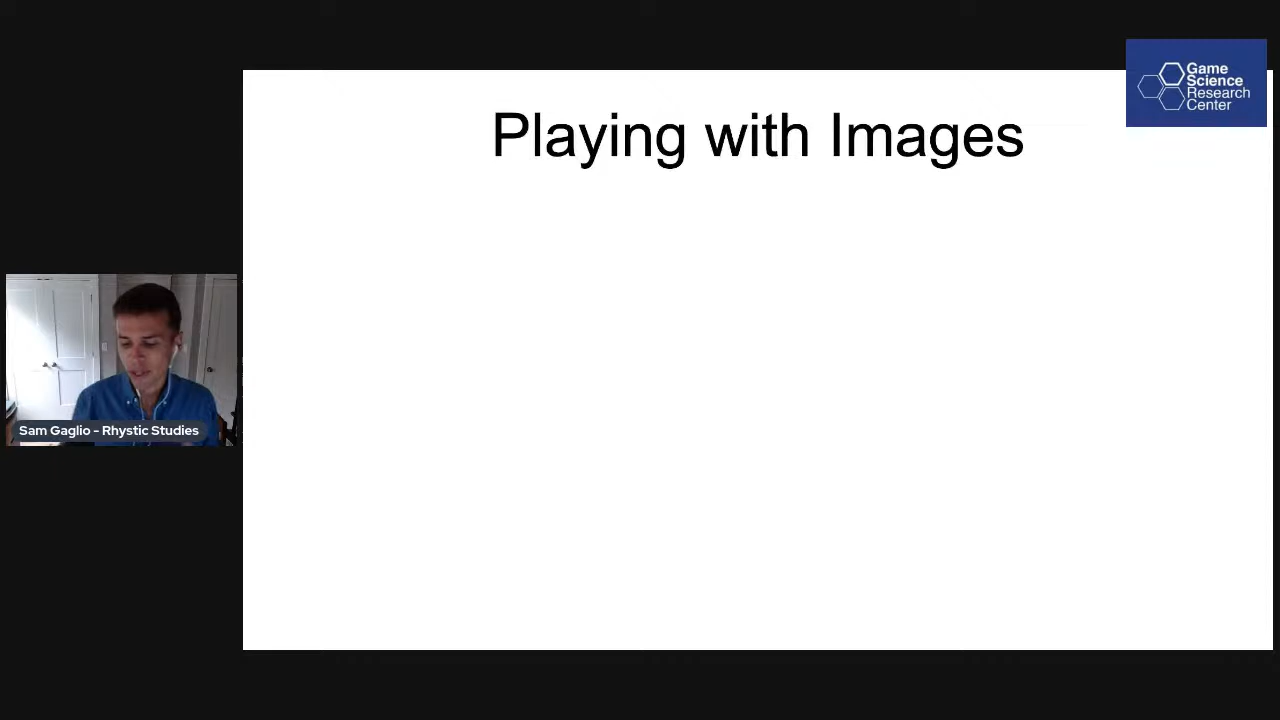 Playing with Images
Game
Science
Research
Center
Sam Gaglio - Rhystic Studies